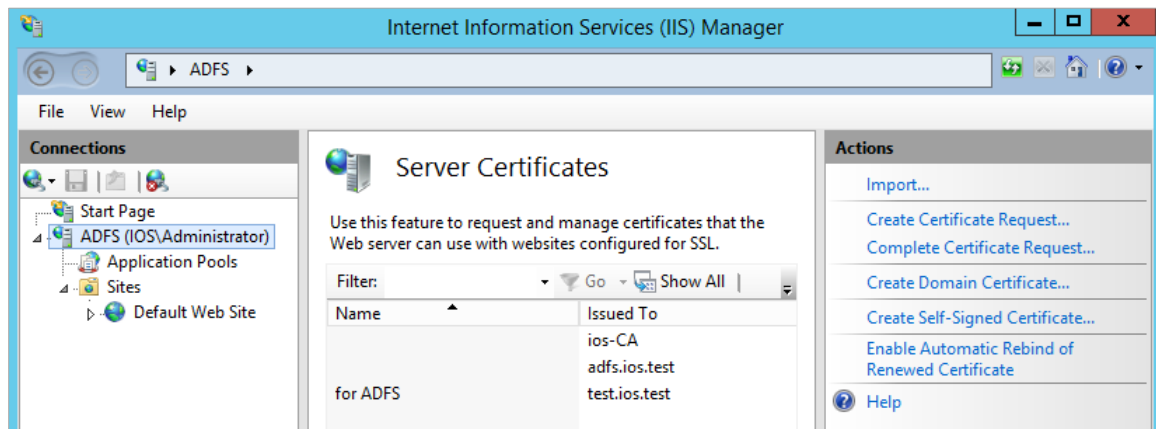 Internet Information Services (IIS) Manager
ADFS
File View Help
Connections
Start Page
ADFS (IOS\Administrator)
Application Pools
Sites
Default Web Site
Server Certificates
Use this feature to request and manage certificates that the
Web server can use with websites configured for SSL.
Filter: Go Show All
Name Issued To
ios-CA
adfs.ios.test
for ADFS test.ios.test
Actions
Import...
Create Certificate Request...
Complete Certificate Request...
Create Domain Certificate...
Create Self-Signed Certificate...
Enable Automatic Rebind of
Renewed Certificate
Help